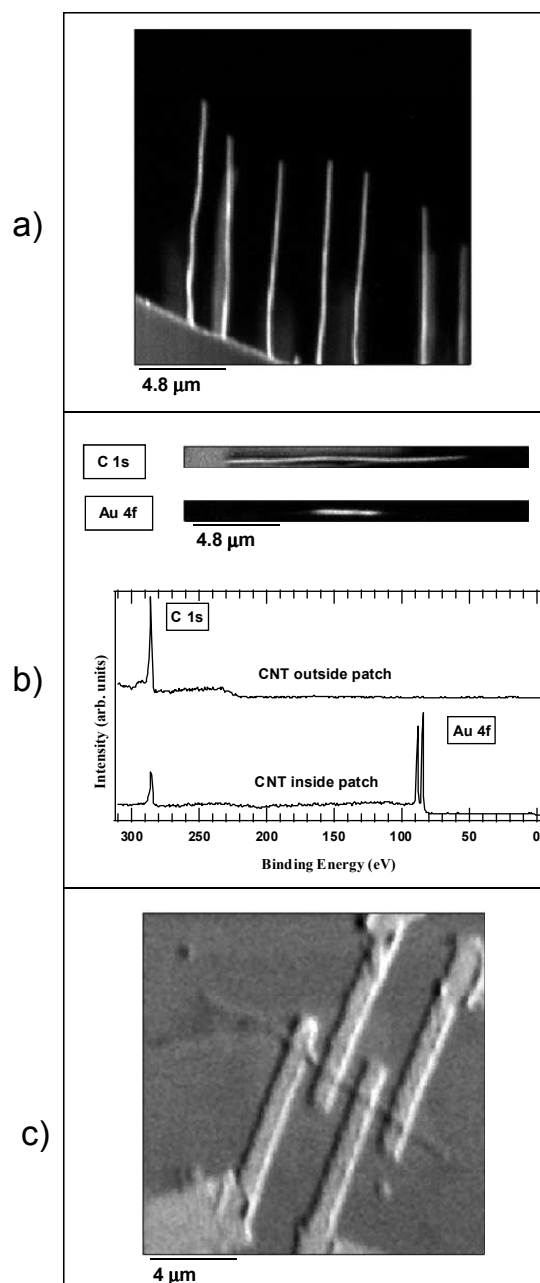 a)
4.8 μm
C 1s
Au 4f
4.8 μm
b)
C 1s
CNT outside patch
Au 4f
CNT inside patch
Intensity (arb. units)
300 250 200 150 100 50 0
Binding Energy (eV)
c)
4 μm